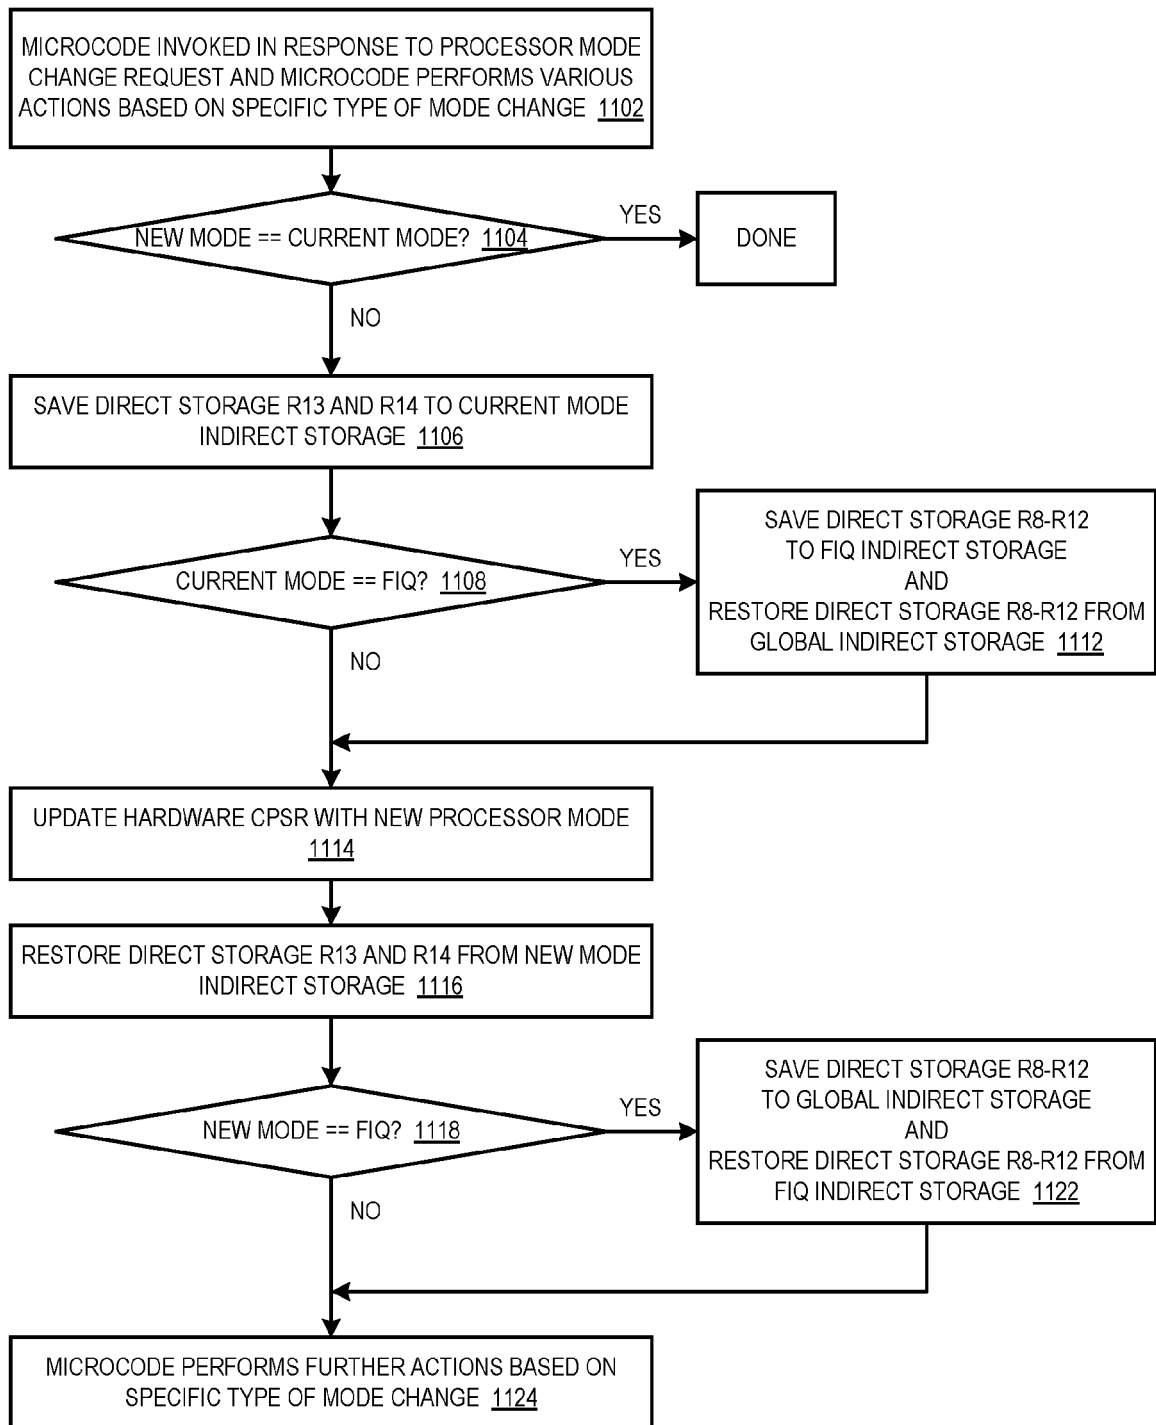 MICROCODE INVOKED IN RESPONSE TO PROCESSOR MODE
CHANGE REQUEST AND MICROCODE PERFORMS VARIOUS
ACTIONS BASED ON SPECIFIC TYPE OF MODE CHANGE 1102
NEW MODE == CURRENT MODE? 1104
YES
DONE
NO
SAVE DIRECT STORAGE R13 AND R14 TO CURRENT MODE
INDIRECT STORAGE 1106
CURRENT MODE == FIQ? 1108
YES
SAVE DIRECT STORAGE R8-R12
TO FIQ INDIRECT STORAGE
AND
RESTORE DIRECT STORAGE R8-R12 FROM
GLOBAL INDIRECT STORAGE 1112
NO
UPDATE HARDWARE CPSR WITH NEW PROCESSOR MODE
1114
RESTORE DIRECT STORAGE R13 AND R14 FROM NEW MODE
INDIRECT STORAGE 1116
NEW MODE == FIQ? 1118
YES
SAVE DIRECT STORAGE R8-R12
TO GLOBAL INDIRECT STORAGE
AND
RESTORE DIRECT STORAGE R8-R12 FROM
FIQ INDIRECT STORAGE 1122
NO
MICROCODE PERFORMS FURTHER ACTIONS BASED ON
SPECIFIC TYPE OF MODE CHANGE 1124